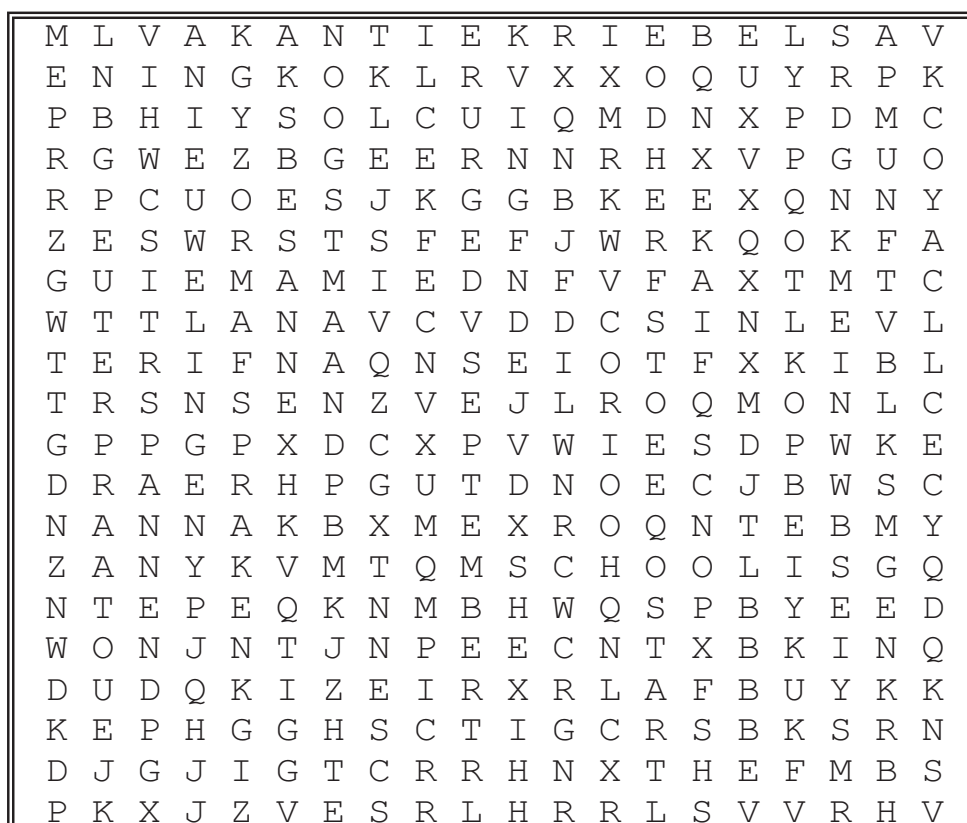 M L V A K A N T I E K R I E B E L S A V
E N I N G K O K L R V X X O Q U Y R P K
P B H I Y S O L C U I Q M D N X P D M C
R G W E Z B G E E R N N R H X V P G U O
R P C U O E S J K G G B K E E X Q N N Y
Z E S W R S T S F E F J W R K Q O K F A
G U I E M A M I E D N F V F A X T M T C
W T T L A N A V C V D D C S I N L E V L
T E R I F N A Q N S E I O T F X K I B L
T R S N S E N Z V E J L R O Q M O N L C
G P P G P X D C X P V W I E S D P W K E
D R A E R H P G U T D N O E C J B W S C
N A N N A K B X M E X R O Q N T E B M Y
Z A N Y K V M T Q M S C H O O L I S G Q
N T E P E Q K N M B H W Q S P B Y E E D
W O N J N T J N P E E C N T X B K I N Q
D U D Q K I Z E I R X R L A F B U Y K K
K E P H G G H S C T I G C R S B K S R N
D J G J I G T C R R H N X T H E F M B S
P K X J Z V E S R L H R R L S V V R H V